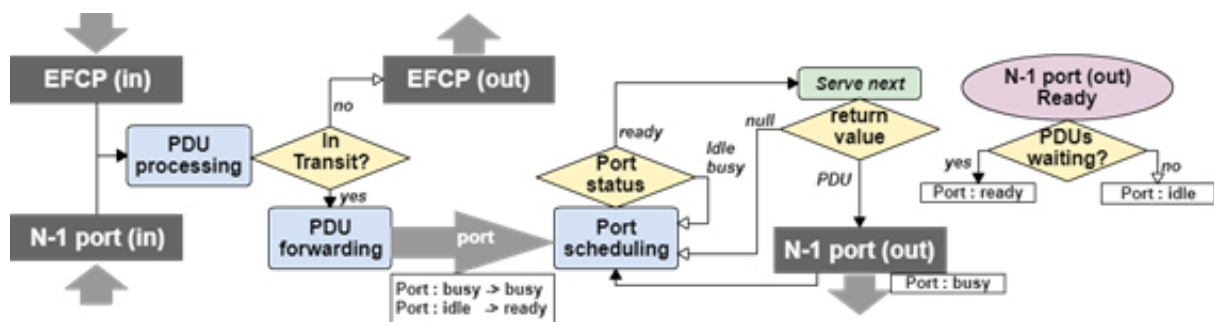 EFCP (in)
EFCP (out)
no
PDU
processing
In
Transit?
yes
N-1 port (in)
PDU
forwarding
port
Port : busy -> busy
Port : idle -> ready
ready
Port
status
Idle
busy
Port
scheduling
Serve next
null
return
value
PDU
N-1 port (out)
Port : busy
N-1 port (out)
Ready
PDUs
waiting?
yes
no
Port : ready
Port : idle